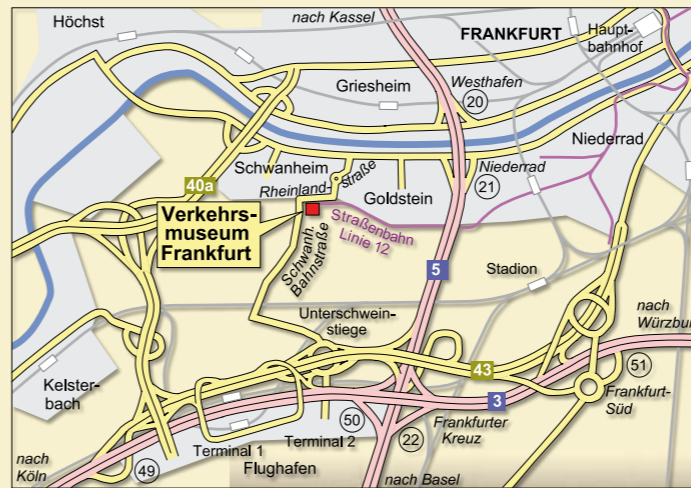 Höchst
nach Kassel
FRANKFURT
Haupt-
bahnhof
Griesheim
Westhafen
20
Niederrad
40a
Schwanheim
Rheinland-
straße
Goldstein
Niederrad
21
Verkehrs-
museum
Frankfurt
Schwanh.
Bahnstraße
Straßenbahn
Linie 12
5
Stadion
nach
Würzburg
Unterschwein-
stiege
43
51
Kelster-
bach
3
Frankfurt-
Süd
50
Frankfurter
Kreuz
22
Terminal 1
Terminal 2
nach
Köln
49
Flughafen
nach Basel